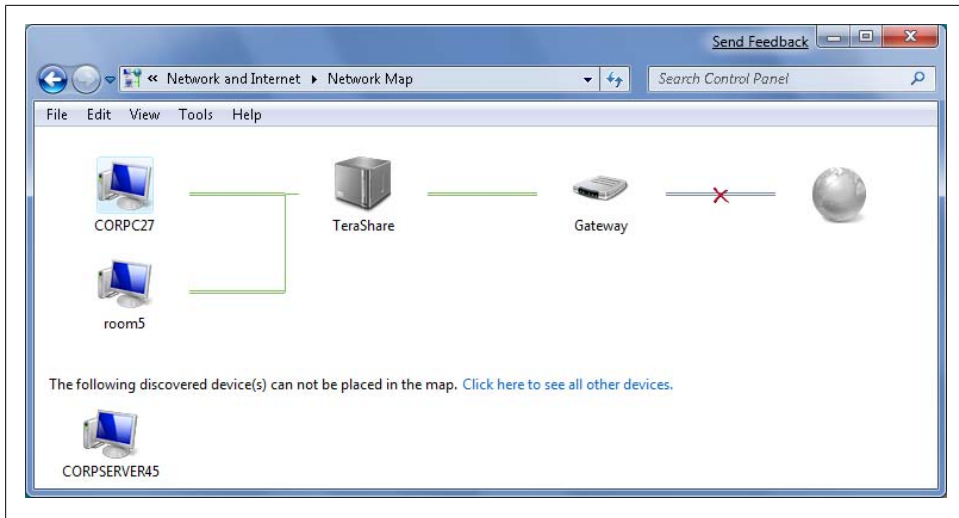 Send Feedback
« Network and Internet ▸ Network Map
Search Control Panel
File Edit View Tools Help
CORPC27 TeraShare Gateway
room5
The following discovered device(s) can not be placed in the map. Click here to see all other devices.
CORPSERVER45